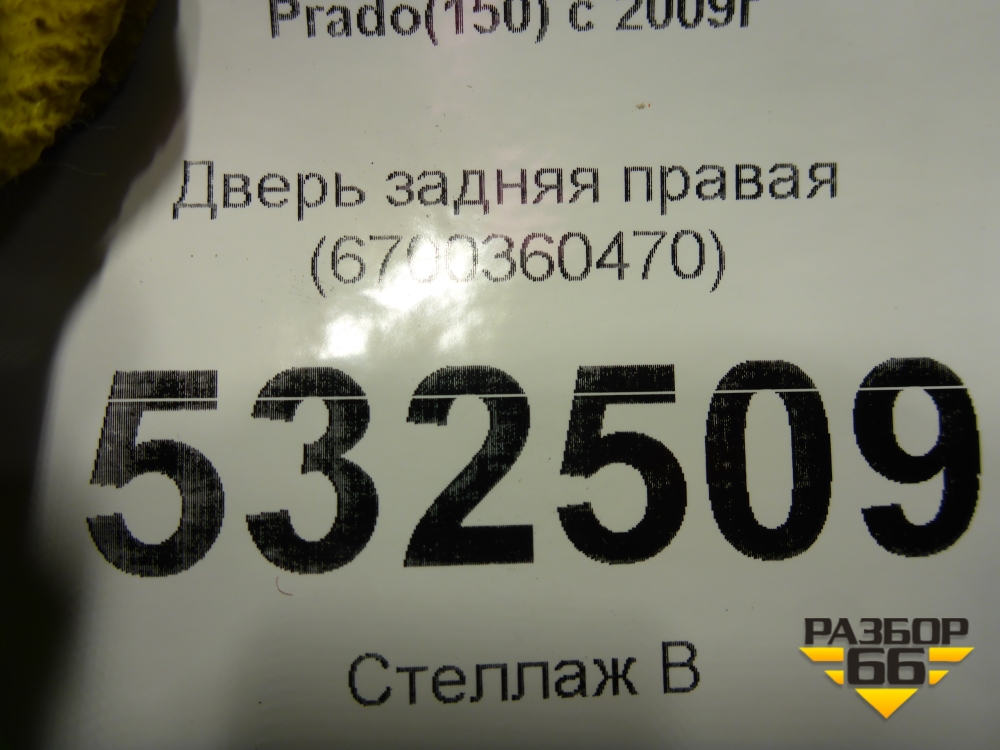 Prado(150) с 2009г
Дверь задняя правая
(6700360470)
532509
Стеллаж В
РАЗБОР
66